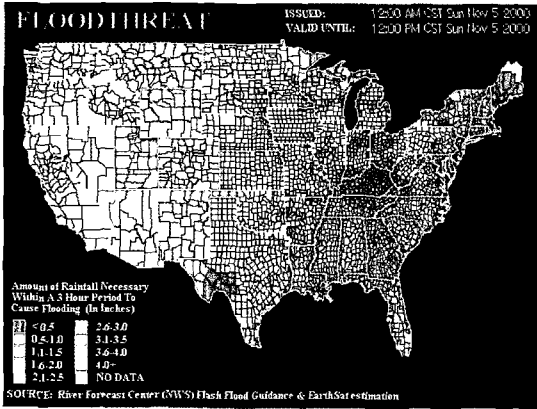 FLOOD THREAT
ISSUED: 12:00 AM CST Sun Nov 5 2000
VALID UNTIL: 12:00 PM CST Sun Nov 5 2000
Amount of Rainfall Necessary
Within A 3 Hour Period To
Cause Flooding (In Inches)
<0.5 2.6-3.0
0.5-1.0 3.1-3.5
1.1-1.5 3.6-4.0
1.6-2.0 4.0+
2.1-2.5 NO DATA
SOURCE: River Forecast Center (NWS) Flash Flood Guidance & EarthSat estimation